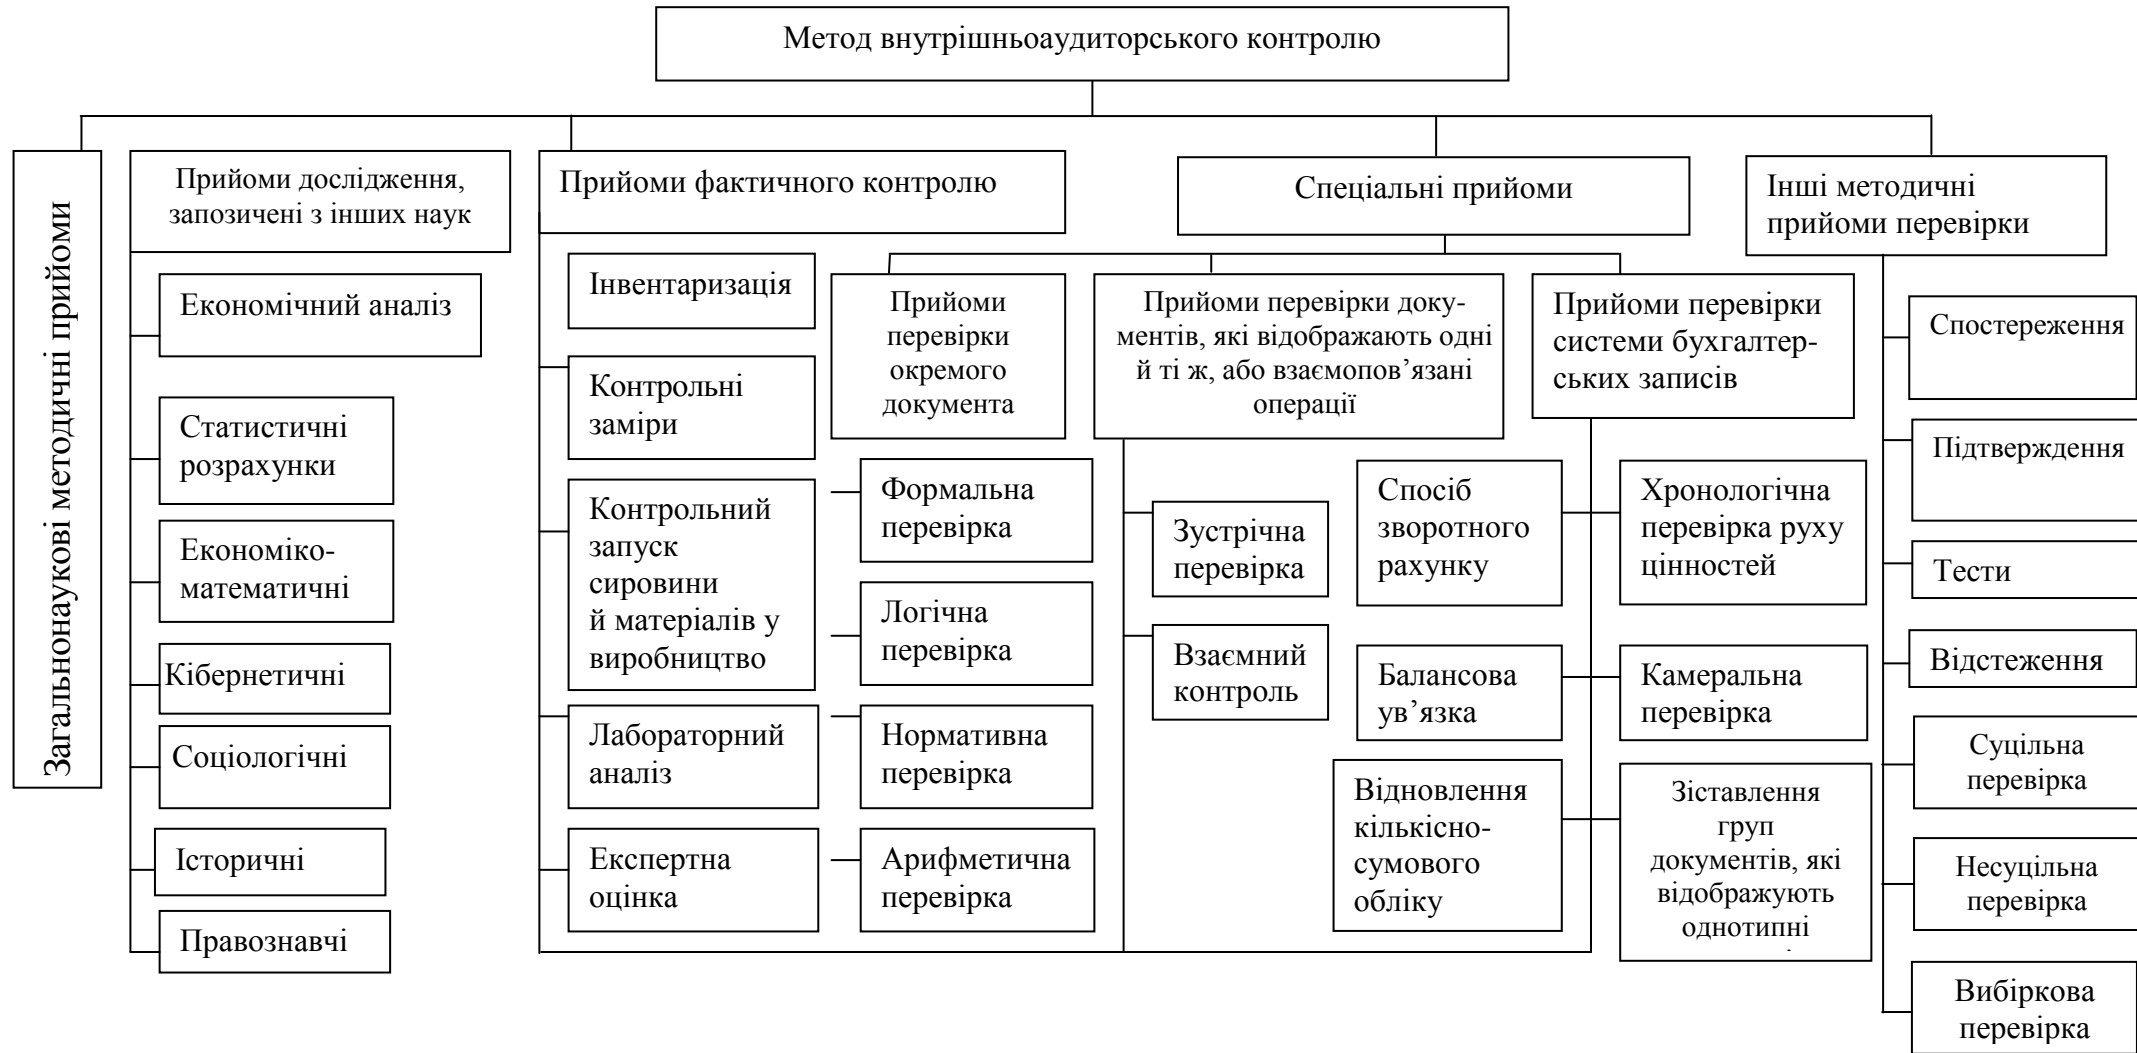 Метод внутрішньоаудиторського контролю
Загальнонаукові методичні прийоми
Прийоми дослідження,
запозичені з інших наук
Економічний аналіз
Статистичні
розрахунки
Економіко-
математичні
Кібернетичні
Соціологічні
Історичні
Правознавчі
Прийоми фактичного контролю
Інвентаризація
Контрольні
заміри
Контрольний
запуск
сировини
й матеріалів у
виробництво
Лабораторний
аналіз
Експертна
оцінка
Спеціальні прийоми
Прийоми
перевірки
окремого
документа
Формальна
перевірка
Логічна
перевірка
Нормативна
перевірка
Арифметична
перевірка
Прийоми перевірки доку-
ментів, які відображають одні
й ті ж, або взаємопов’язані
операції
Зустрічна
перевірка
Взаємний
контроль
Прийоми перевірки
системи бухгалтер-
ських записів
Спосіб
зворотного
рахунку
Балансова
ув’язка
Відновлення
кількісно-
сумового
обліку
Хронологічна
перевірка руху
цінностей
Камеральна
перевірка
Зіставлення
груп
документів, які
відображують
однотипні
Інші методичні
прийоми перевірки
Спостереження
Підтверждення
Тести
Відстеження
Суцільна
перевірка
Несуцільна
перевірка
Вибіркова
перевірка